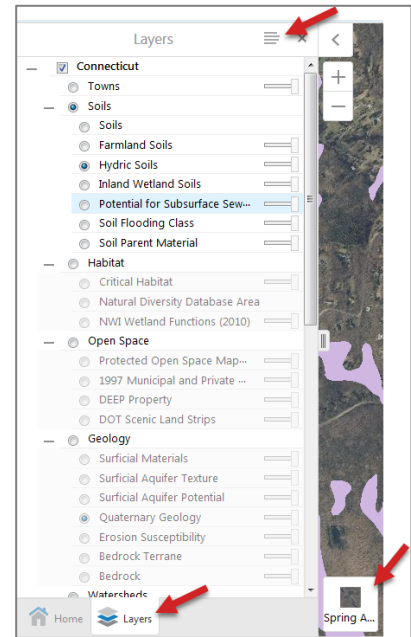 Layers
Connecticut
Towns
Soils
Soils
Farmland Soils
Hydric Soils
Inland Wetland Soils
Potential for Subsurface Sew...
Soil Flooding Class
Soil Parent Material
Habitat
Critical Habitat
Natural Diversity Database Area
NWI Wetland Functions (2010)
Open Space
Protected Open Space Map...
1997 Municipal and Private ...
DEEP Property
DOT Scenic Land Strips
Geology
Surficial Materials
Surficial Aquifer Texture
Surficial Aquifer Potential
Quaternary Geology
Erosion Susceptibility
Bedrock Terrane
Bedrock
Watersheds
Home
Layers
Spring A...